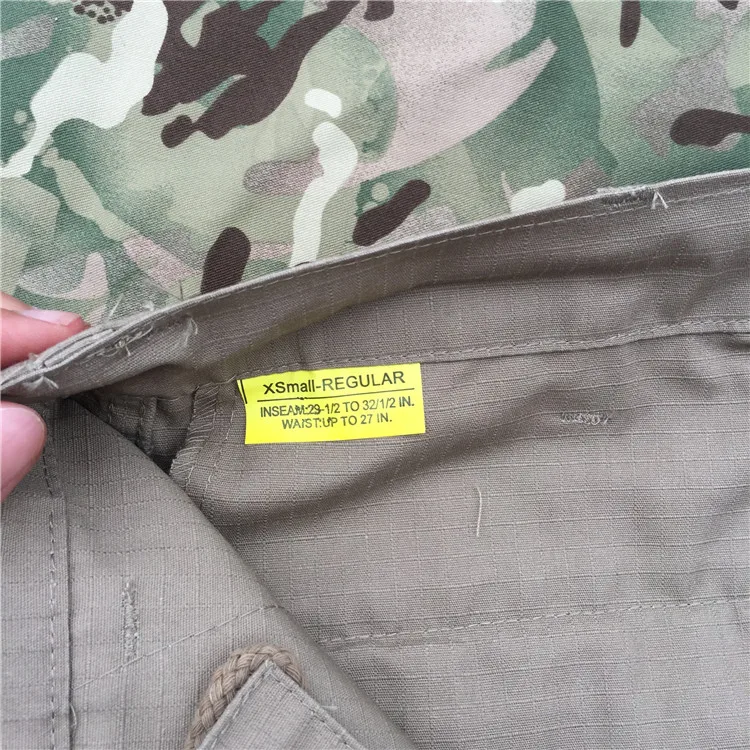 XSmall-REGULAR
INSEAM:29-1/2 TO 32/1/2 IN.
WAIST:UP TO 27 IN.